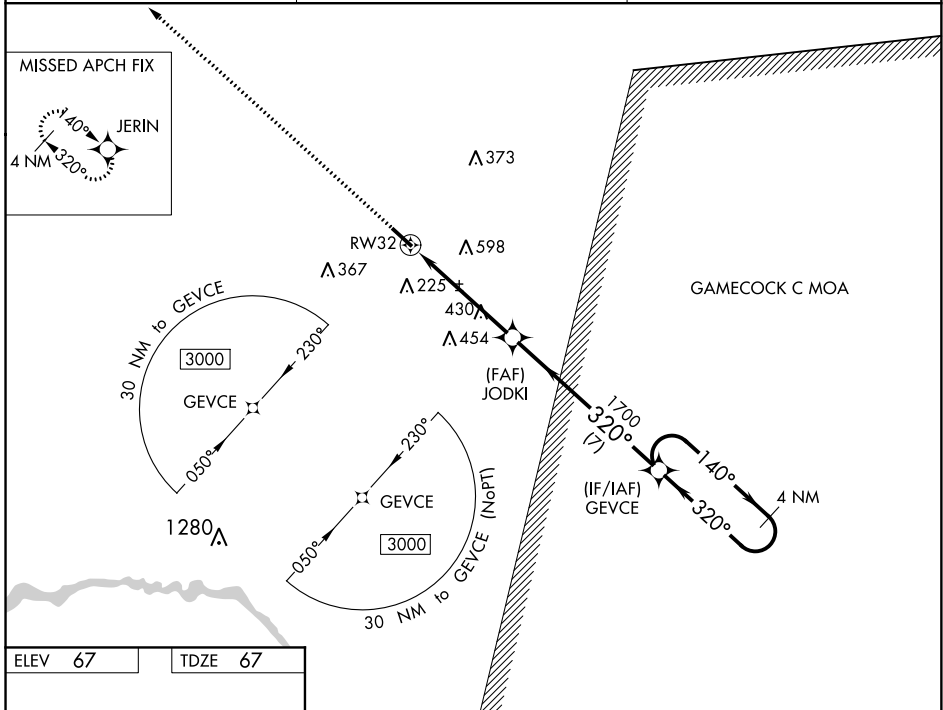 MISSED APCH FIX
JERIN
140°
4 NM
320°
373
RW32
598
367
225 ±
430
454
GAMECOCK C MOA
(FAF)
JODKI
30 NM to GEVCE
3000
230°
GEVCE
050°
1700
320°
(7)
140°
(IF/IAF)
GEVCE
4 NM
320°
230°
GEVCE
3000
050°
30 NM to GEVCE (NoPT)
1280
ELEV 67
TDZE 67